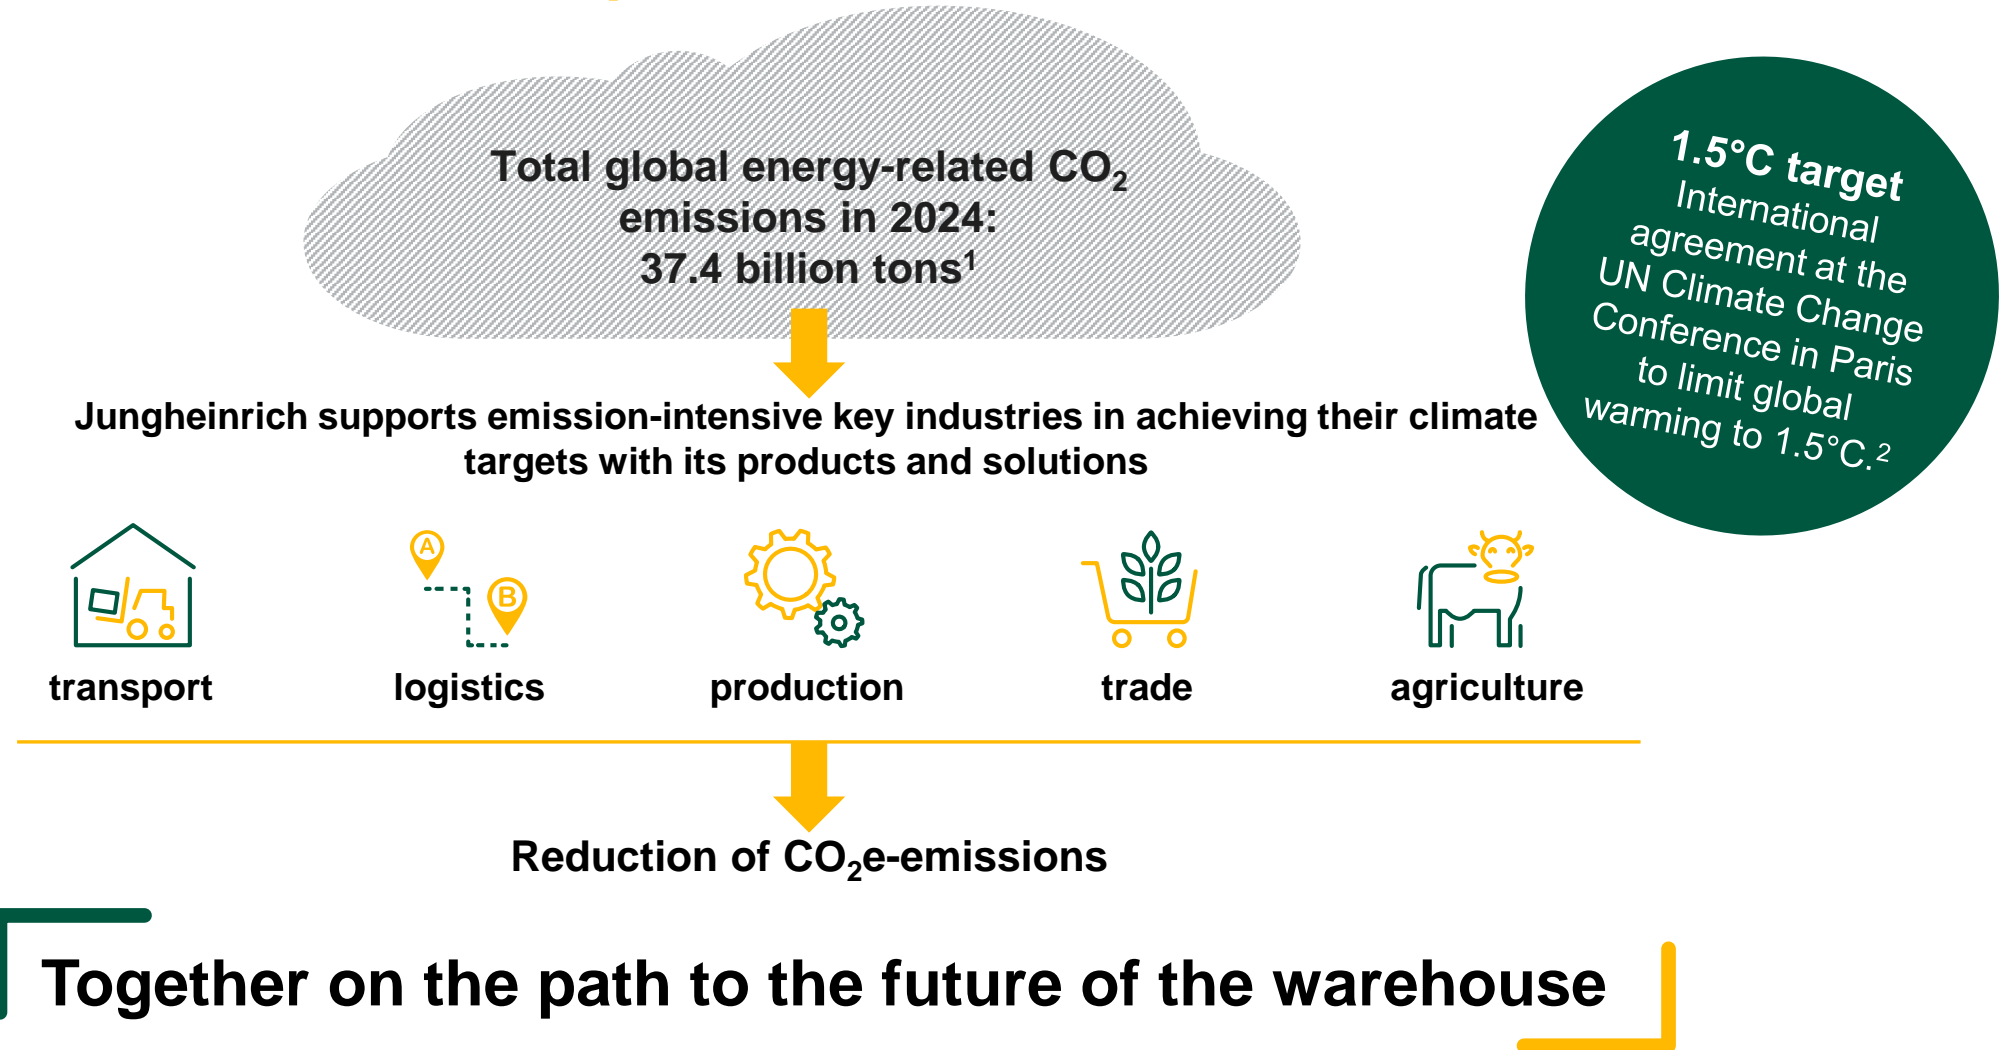 Total global energy-related CO₂
emissions in 2024:
37.4 billion tons¹
1.5°C target
International
agreement at the
UN Climate Change
Conference in Paris
to limit global
warming to 1.5°C.²
Jungheinrich supports emission-intensive key industries in achieving their climate
targets with its products and solutions
A
B
transport
logistics
production
trade
agriculture
Reduction of CO₂e-emissions
Together on the path to the future of the warehouse